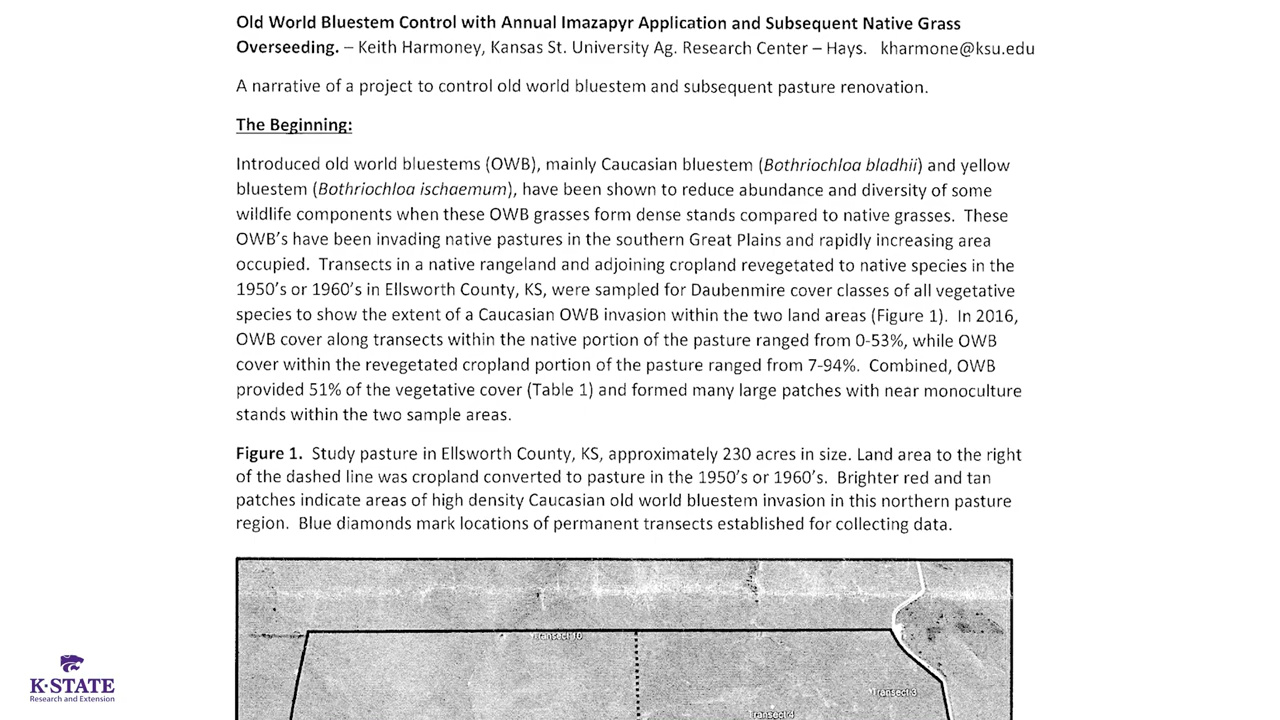 Old World Bluestem Control with Annual Imazapyr Application and Subsequent Native Grass
Overseeding. – Keith Harmoney, Kansas St. University Ag. Research Center – Hays. kharmone@ksu.edu
A narrative of a project to control old world bluestem and subsequent pasture renovation.
The Beginning:
Introduced old world bluestems (OWB), mainly Caucasian bluestem (Bothriochloa bladhii) and yellow
bluestem (Bothriochloa ischaemum), have been shown to reduce abundance and diversity of some
wildlife components when these OWB grasses form dense stands compared to native grasses. These
OWB's have been invading native pastures in the southern Great Plains and rapidly increasing area
occupied. Transects in a native rangeland and adjoining cropland revegetated to native species in the
1950's or 1960's in Ellsworth County, KS, were sampled for Daubenmire cover classes of all vegetative
species to show the extent of a Caucasian OWB invasion within the two land areas (Figure 1). In 2016,
OWB cover along transects within the native portion of the pasture ranged from 0-53%, while OWB
cover within the revegetated cropland portion of the pasture ranged from 7-94%. Combined, OWB
provided 51% of the vegetative cover (Table 1) and formed many large patches with near monoculture
stands within the two sample areas.
Figure 1. Study pasture in Ellsworth County, KS, approximately 230 acres in size. Land area to the right
of the dashed line was cropland converted to pasture in the 1950's or 1960's. Brighter red and tan
patches indicate areas of high density Caucasian old world bluestem invasion in this northern pasture
region. Blue diamonds mark locations of permanent transects established for collecting data.
Transect 10
Transect 3
Transect 4
K-STATE
Research and Extension